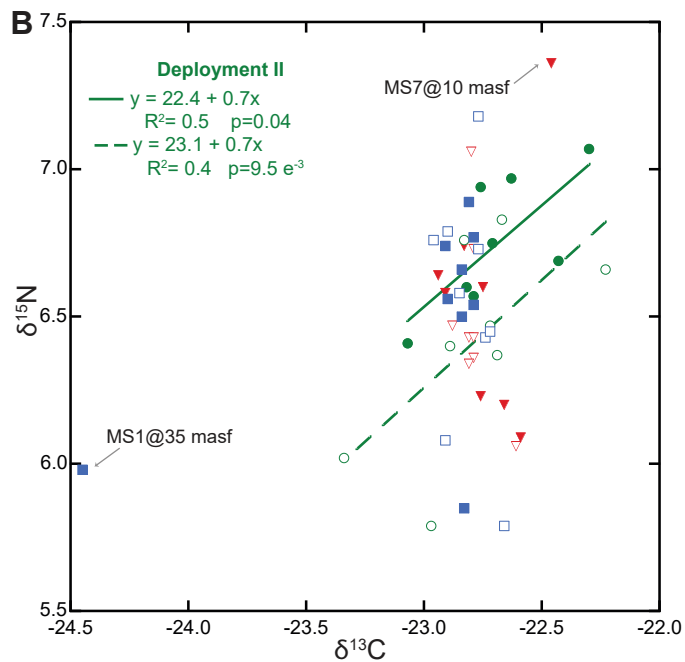 B
7.5
7.0
6.5
6.0
5.5
δ15N
Deployment II
y = 22.4 + 0.7x
R2= 0.5 p=0.04
y = 23.1 + 0.7x
R2= 0.4 p=9.5 e-3
MS7@10 masf
MS1@35 masf
-24.5 -24.0 -23.5 -23.0 -22.5 -22.0
δ13C